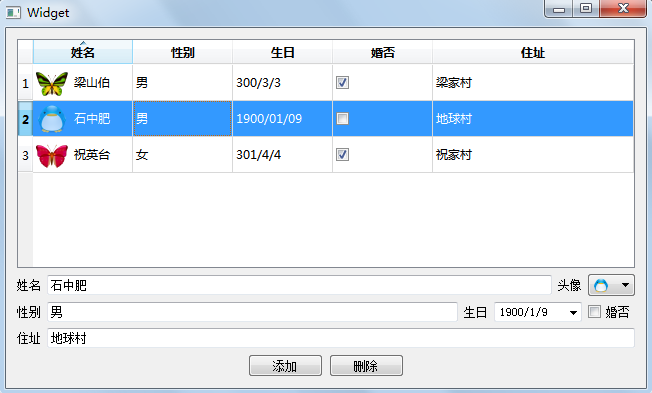 Widget
姓名 性别 生日 婚否 住址
1 梁山伯 男 300/3/3 梁家村
2 石中肥 男 1900/01/09 地球村
3 祝英台 女 301/4/4 祝家村
姓名 石中肥 头像
性别 男 生日 1900/1/9 婚否
住址 地球村
添加 删除